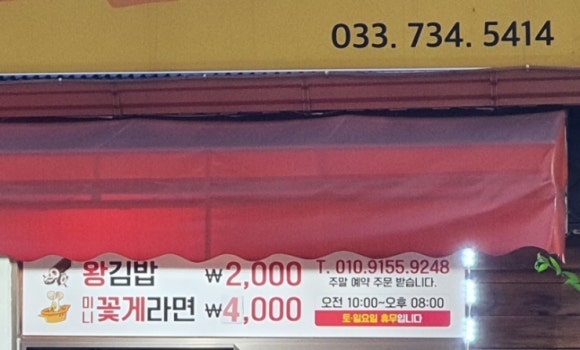 033. 734. 5414
왕김밥 ₩2,000
미니 꽃게라면 ₩4,000
T. 010.9155.9248
주말 예약 주문 받습니다.
오전 10:00~오후 08:00
토·일요일 휴무입니다